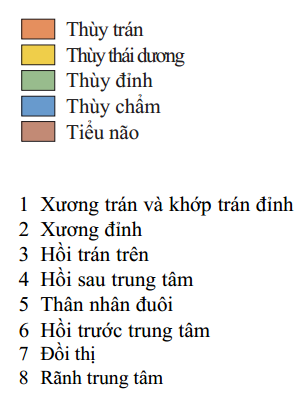 Thùy trán
Thùy thái dương
Thùy đỉnh
Thùy chẩm
Tiểu não
1 Xương trán và khớp trán đỉnh
2 Xương đỉnh
3 Hồi trán trên
4 Hồi sau trung tâm
5 Thân nhân đuôi
6 Hồi trước trung tâm
7 Đồi thị
8 Rãnh trung tâm